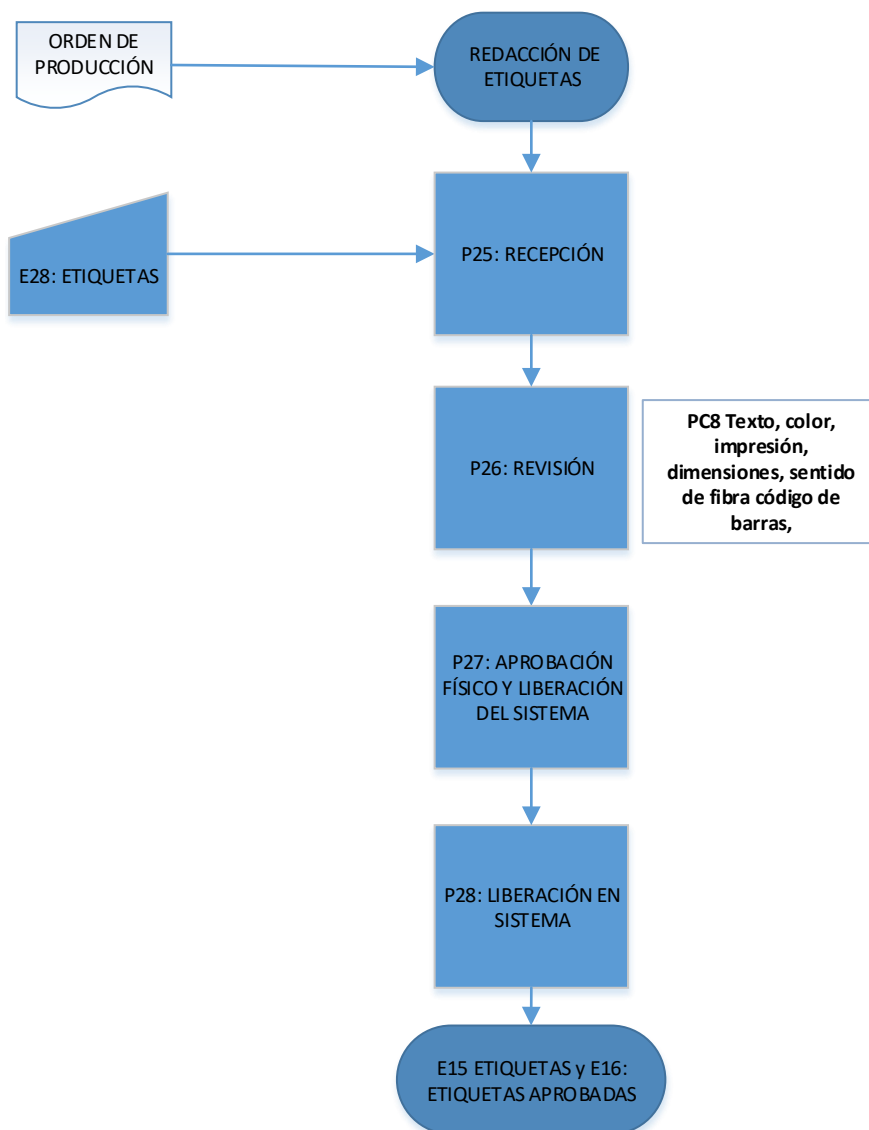 ORDEN DE
PRODUCCIÓN
REDACCIÓN DE
ETIQUETAS
E28: ETIQUETAS
P25: RECEPCIÓN
P26: REVISIÓN
PC8 Texto, color,
impresión,
dimensiones, sentido
de fibra código de
barras,
P27: APROBACIÓN
FÍSICO Y LIBERACIÓN
DEL SISTEMA
P28: LIBERACIÓN EN
SISTEMA
E15 ETIQUETAS y E16:
ETIQUETAS APROBADAS